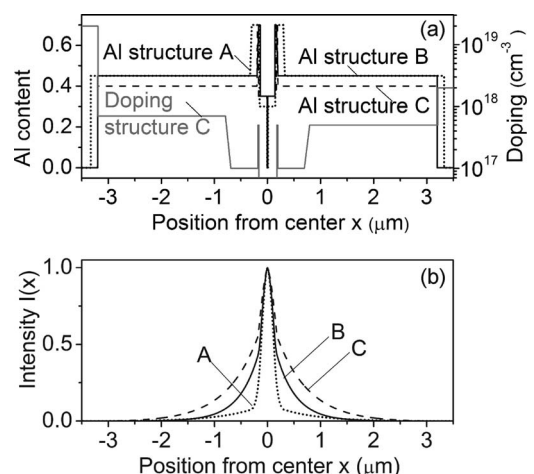 (a)
0.6
0.4
0.2
0.0
Al content
Al structure A
Al structure B
Al structure C
Doping
structure C
10^19
10^18
10^17
Doping (cm^-3)
-3 -2 -1 0 1 2 3
Position from center x (μm)
(b)
1.0
0.5
0.0
Intensity I(x)
A
B
C
-3 -2 -1 0 1 2 3
Position from center x (μm)